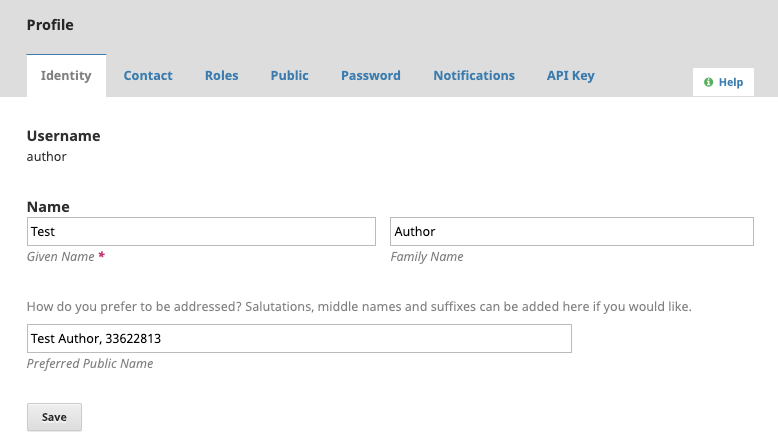 Profile
Identity Contact Roles Public Password Notifications API Key Help
Username
author
Name
Test Author
Given Name * Family Name
How do you prefer to be addressed? Salutations, middle names and suffixes can be added here if you would like.
Test Author, 33622813
Preferred Public Name
Save